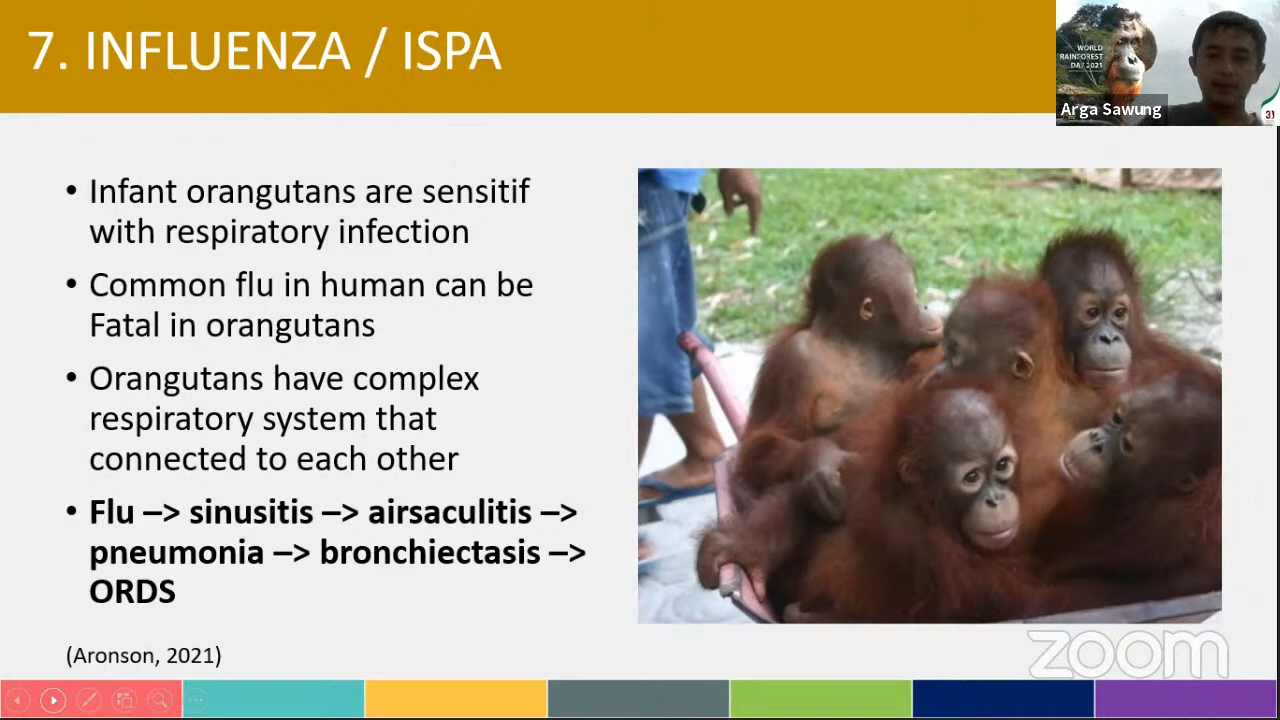 7. INFLUENZA / ISPA
WORLD
RAINFOREST
DAY 2021
Arga Sawung
• Infant orangutans are sensitif
with respiratory infection
• Common flu in human can be
Fatal in orangutans
• Orangutans have complex
respiratory system that
connected to each other
• Flu –> sinusitis –> airsaculitis –>
pneumonia –> bronchiectasis –>
ORDS
(Aronson, 2021)
zoom